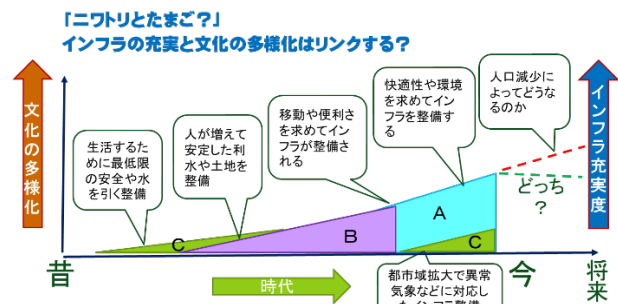 「ニワトリとたまご？」
インフラの充実と文化の多様化はリンクする？
文化の多様化
生活する
ために最低限
の安全や水
を引く整備
人が増えて
安定した利
水や土地を
整備
移動や便利さ
を求めてイン
フラが整備さ
れる
快適性や環境
を求めてイン
フラを整備す
る
人口減少に
よってどうな
るのか
インフラ充実度
どっち
？
C
B
A
C
昔
時代
都市域拡大で異常
気象などに対応し
たインフラ整備
今
将来